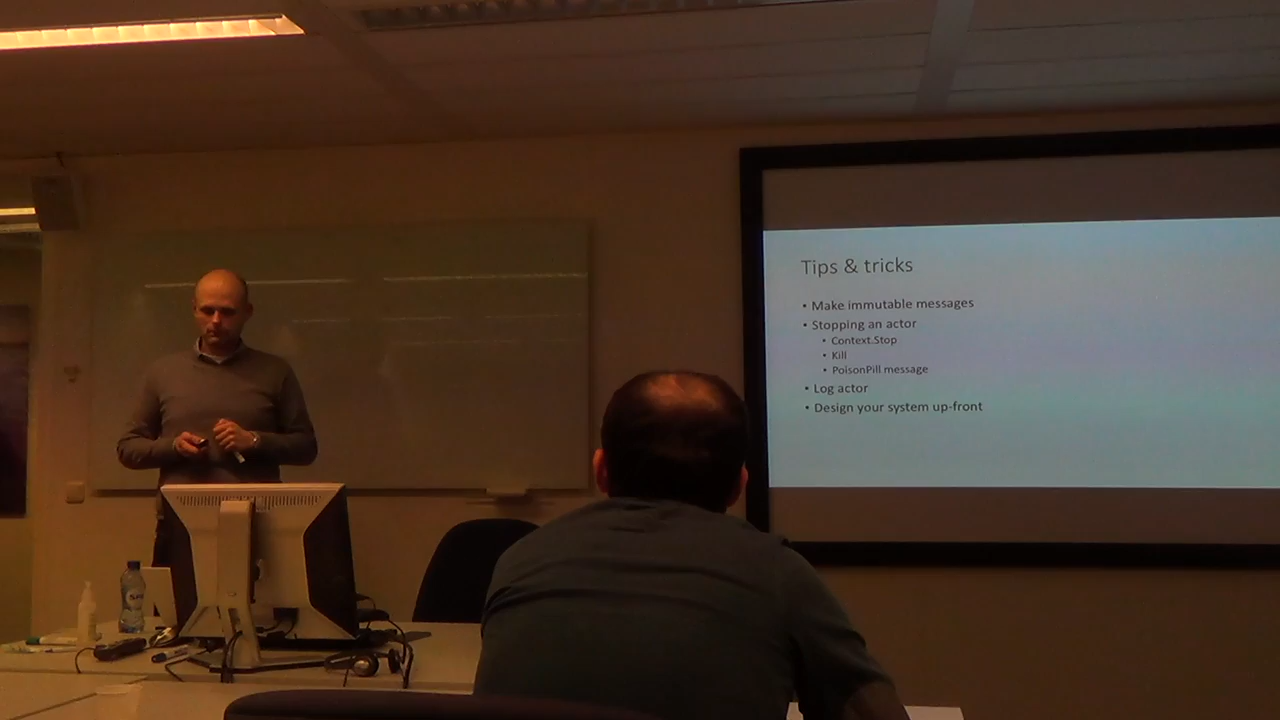 Tips & tricks
• Make immutable messages
• Stopping an actor
• Context.Stop
• Kill
• PoisonPill message
• Log actor
• Design your system up-front